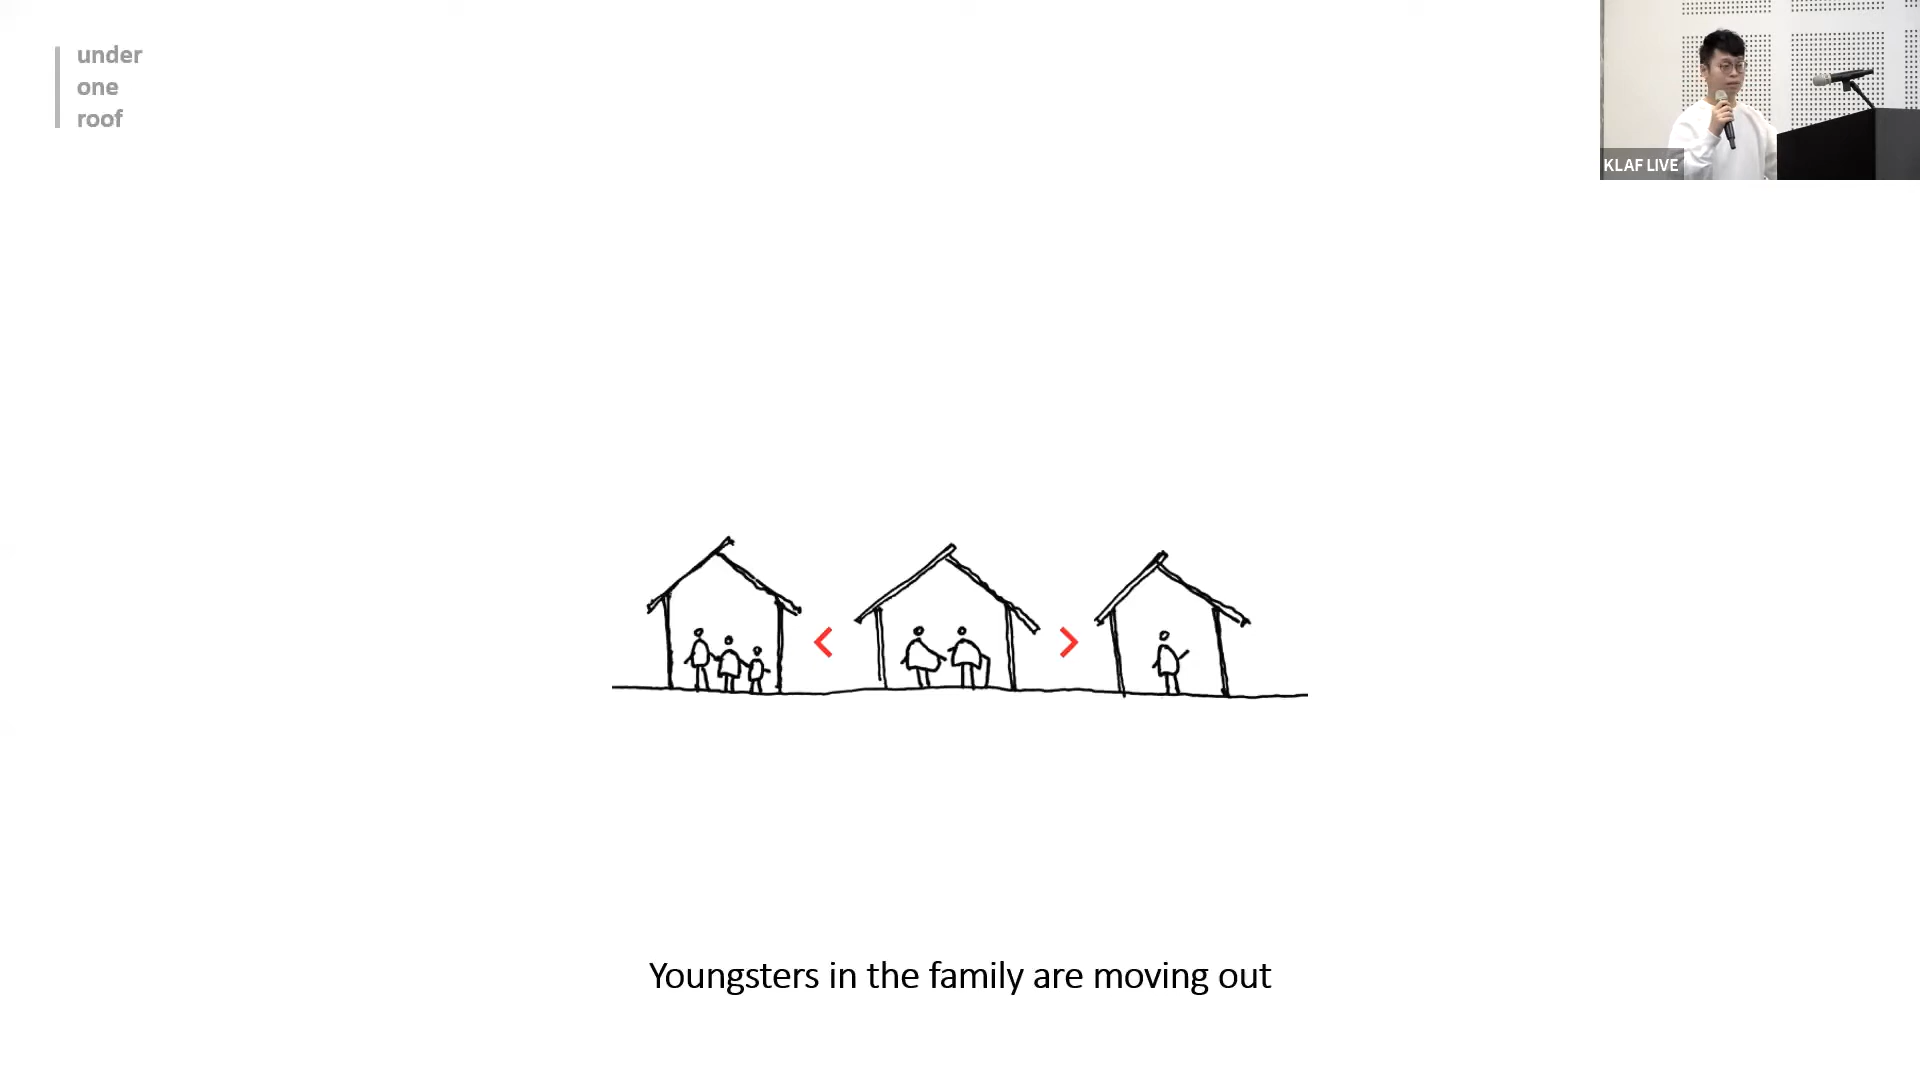 under
one
roof
KLAF LIVE
Youngsters in the family are moving out